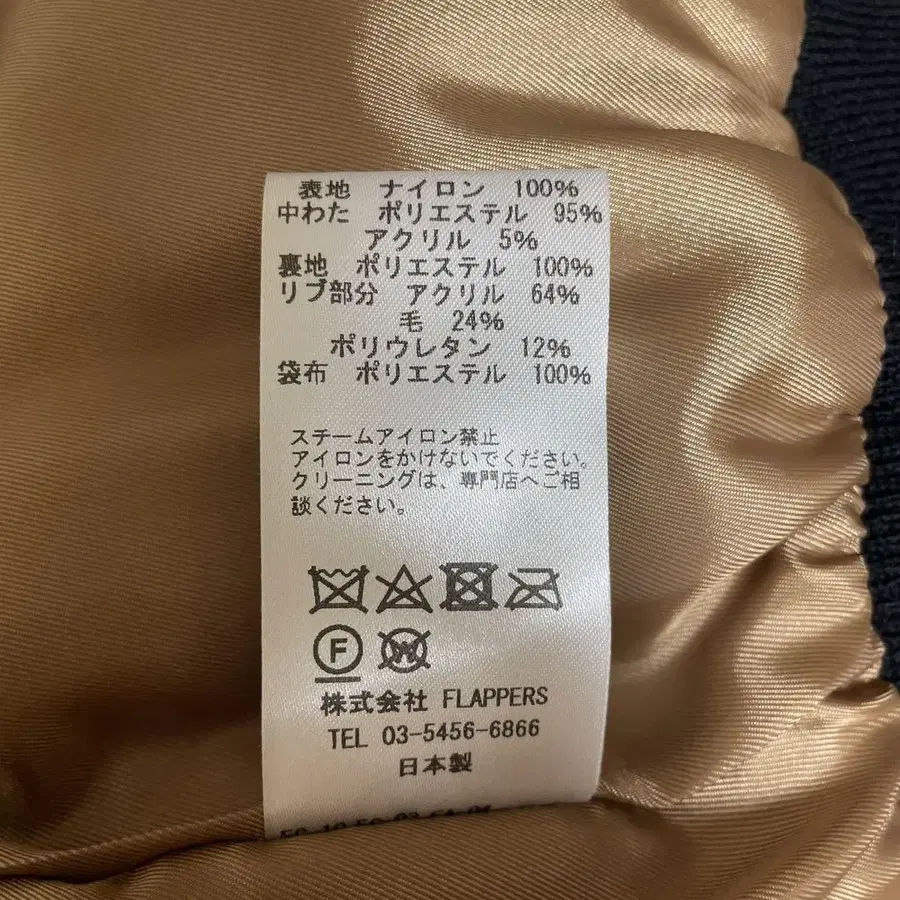 表地 ナイロン 100%
中わた ポリエステル 95%
アクリル 5%
裏地 ポリエステル 100%
リブ部分 アクリル 64%
毛 24%
ポリウレタン 12%
袋布 ポリエステル 100%
スチームアイロン禁止
アイロンをかけないでください。
クリーニングは、専門店へご相
談ください。
F W
株式会社 FLAPPERS
TEL 03-5456-6866
日本製